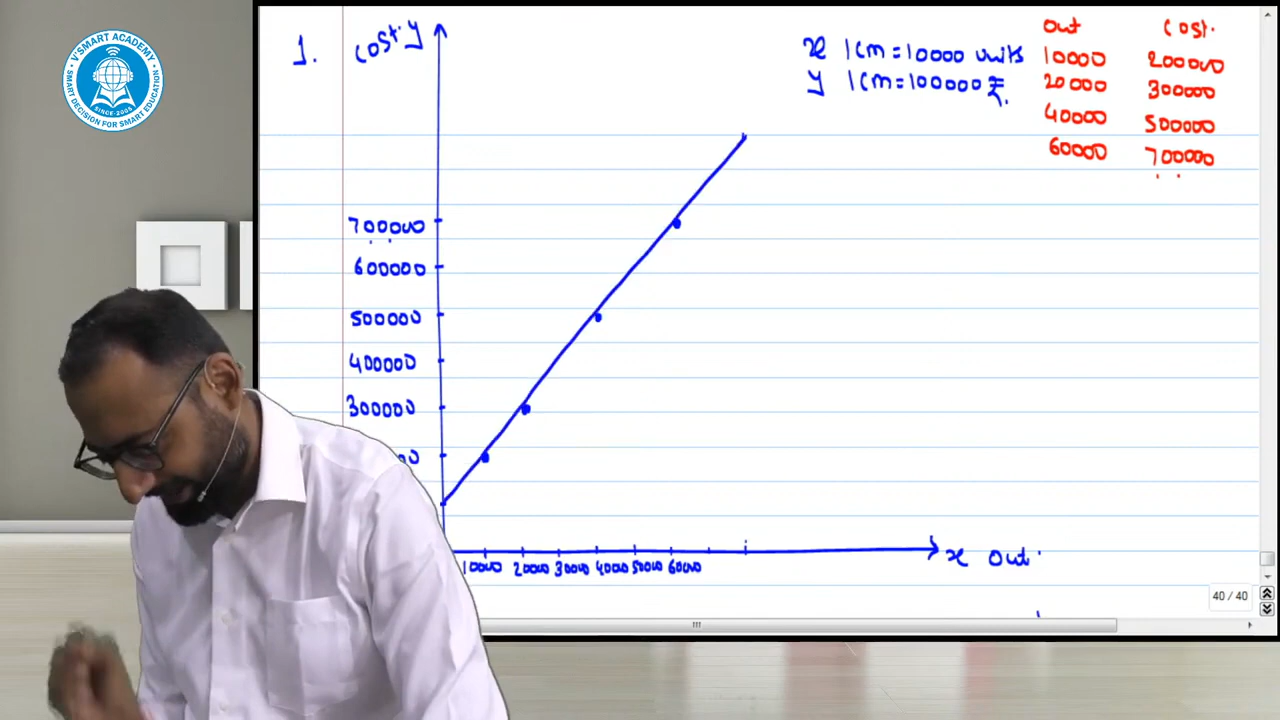 V'SMART ACADEMY
SINCE-2005
SMART DECISION FOR SMART EDUCATION
1.
Cost. y
x 1cm = 10000 units
y 1cm = 100000 ₹.
Out Cost.
10000 200000
20000 300000
40000 500000
60000 700000
700000
600000
500000
400000
300000
10000 20000 30000 40000 50000 60000
x Out.
40 / 40